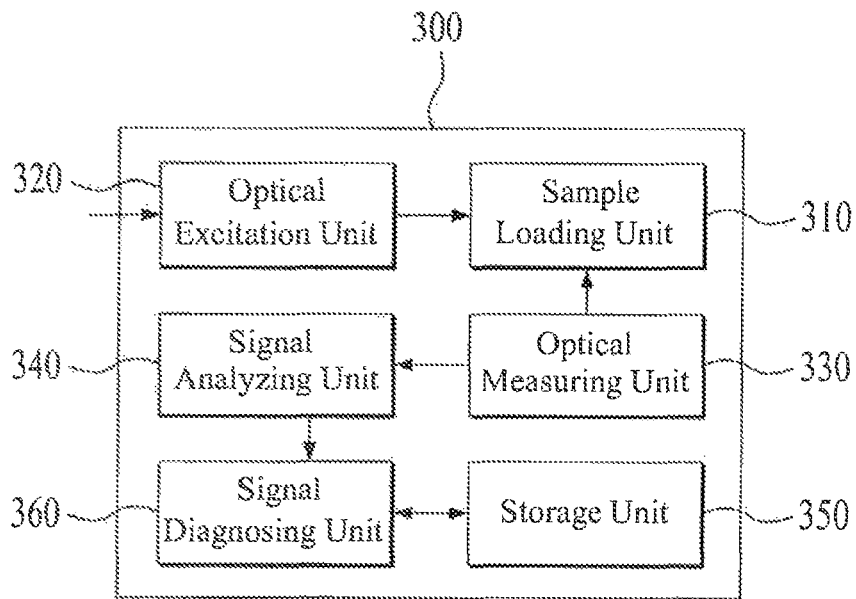 300
320
Optical
Excitation Unit
Sample
Loading Unit
310
340
Signal
Analyzing Unit
Optical
Measuring Unit
330
360
Signal
Diagnosing Unit
Storage Unit
350